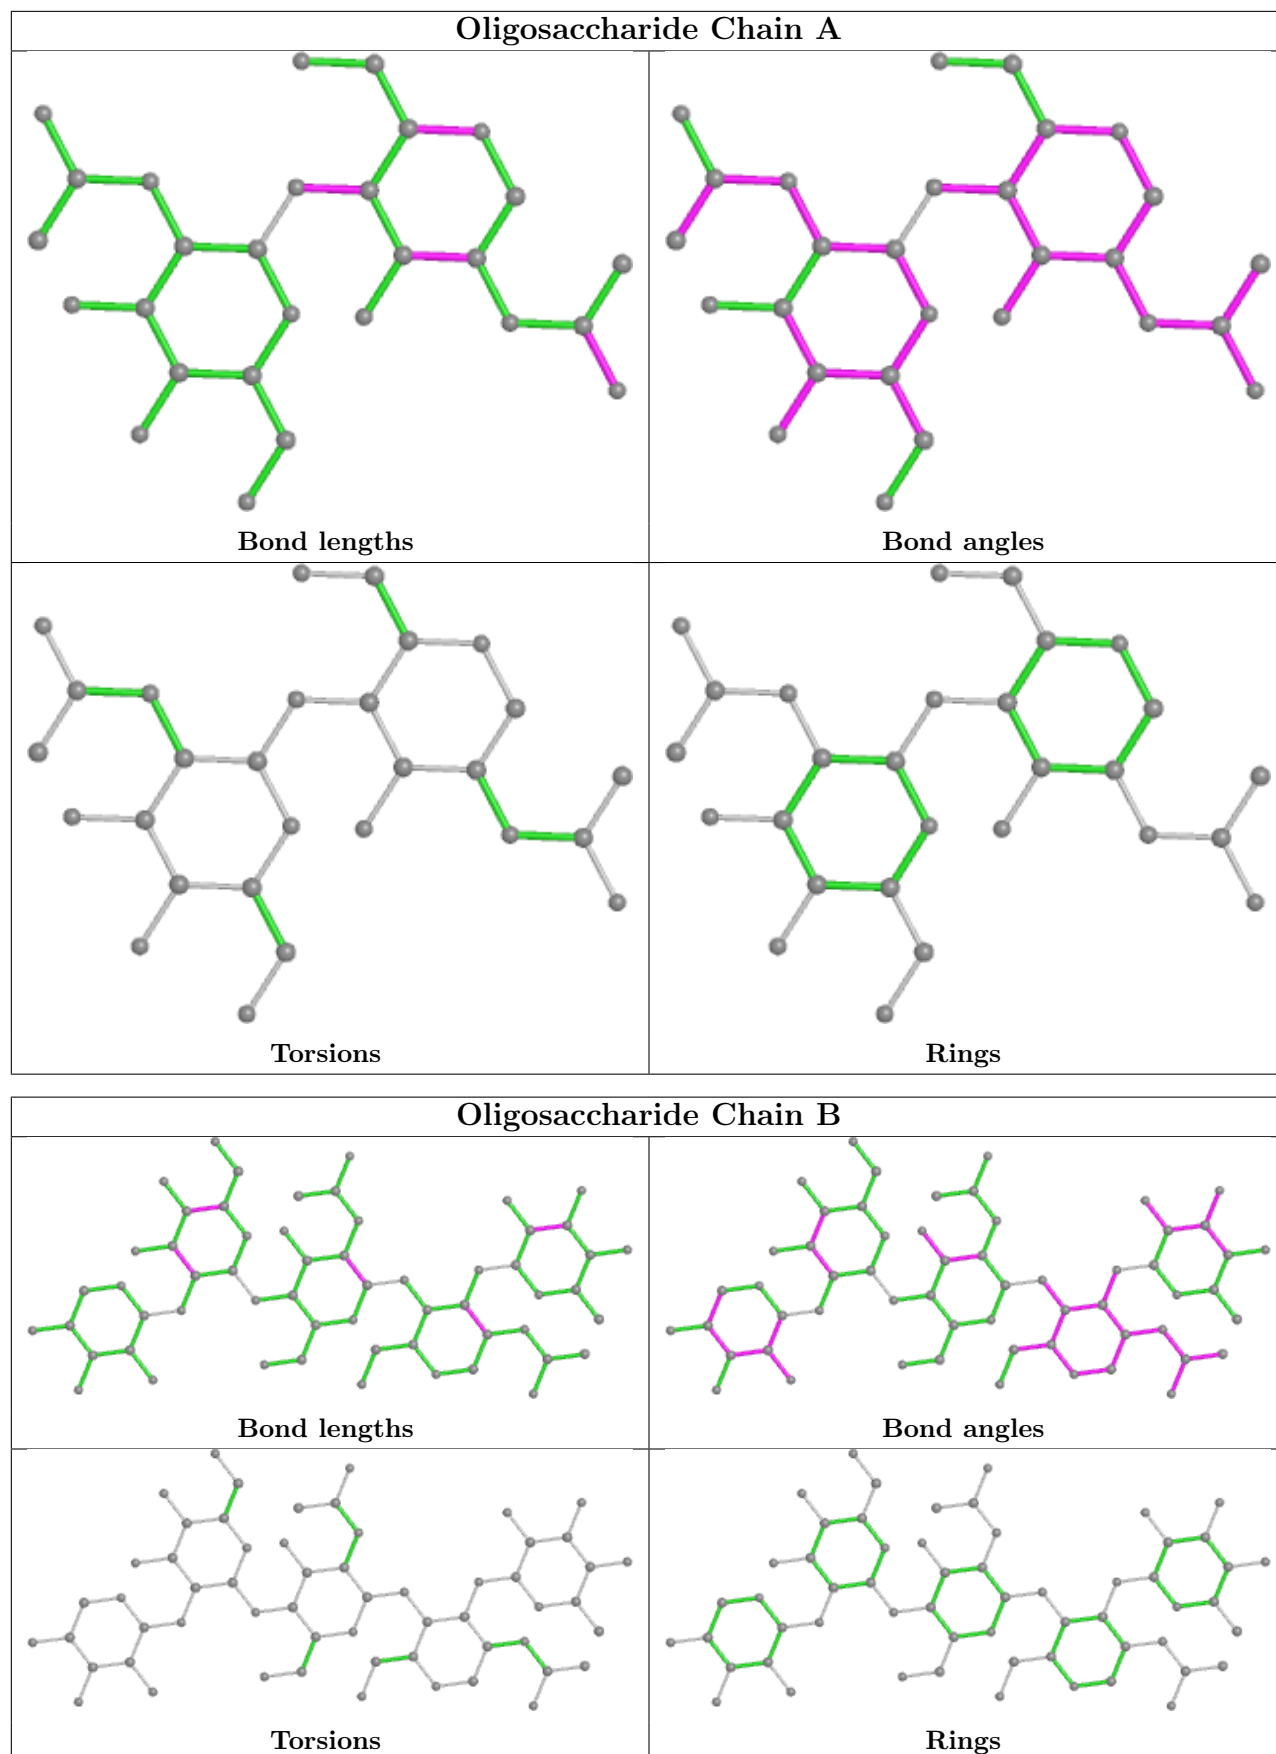 Oligosaccharide Chain A
Bond lengths
Bond angles
Torsions
Rings
Oligosaccharide Chain B
Bond lengths
Bond angles
Torsions
Rings